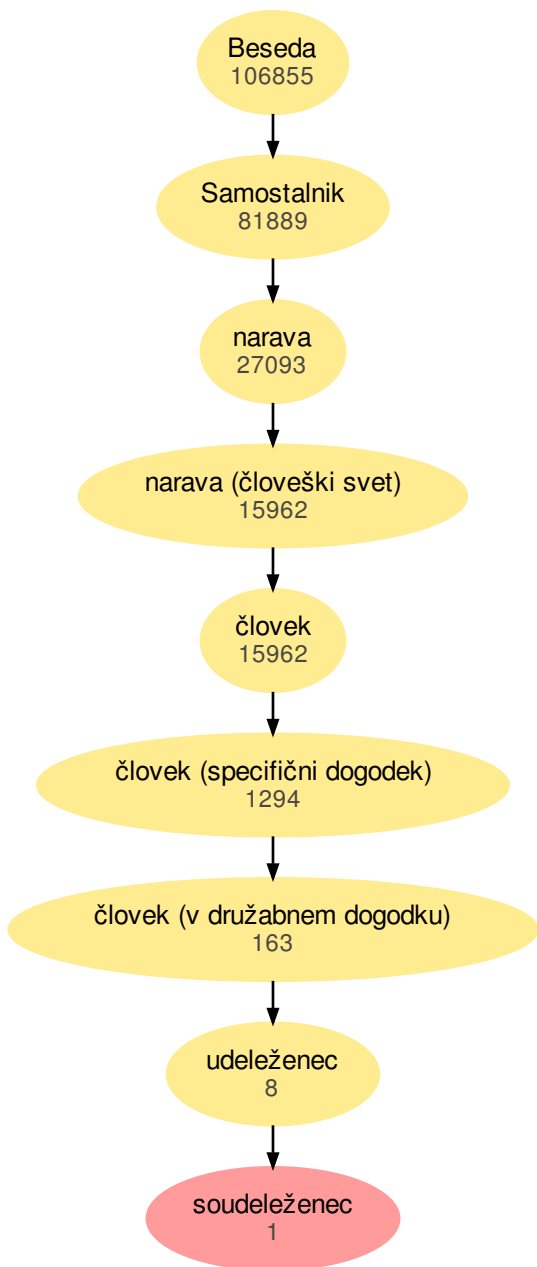 Beseda
106855
Samostalnik
81889
narava
27093
narava (človeški svet)
15962
človek
15962
človek (specifični dogodek)
1294
človek (v družabnem dogodku)
163
udeleženec
8
soudeleženec
1